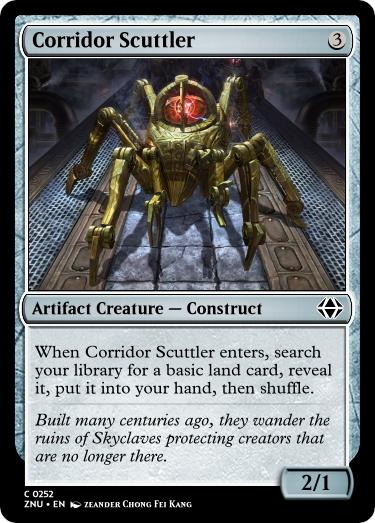 Corridor Scuttler 3
Artifact Creature — Construct
When Corridor Scuttler enters, search
your library for a basic land card, reveal
it, put it into your hand, then shuffle.
Built many centuries ago, they wander the
ruins of Skyclaves protecting creators that
are no longer there.
2/1
C 0252
ZNU • EN ZEANDER Chong Fei Kang